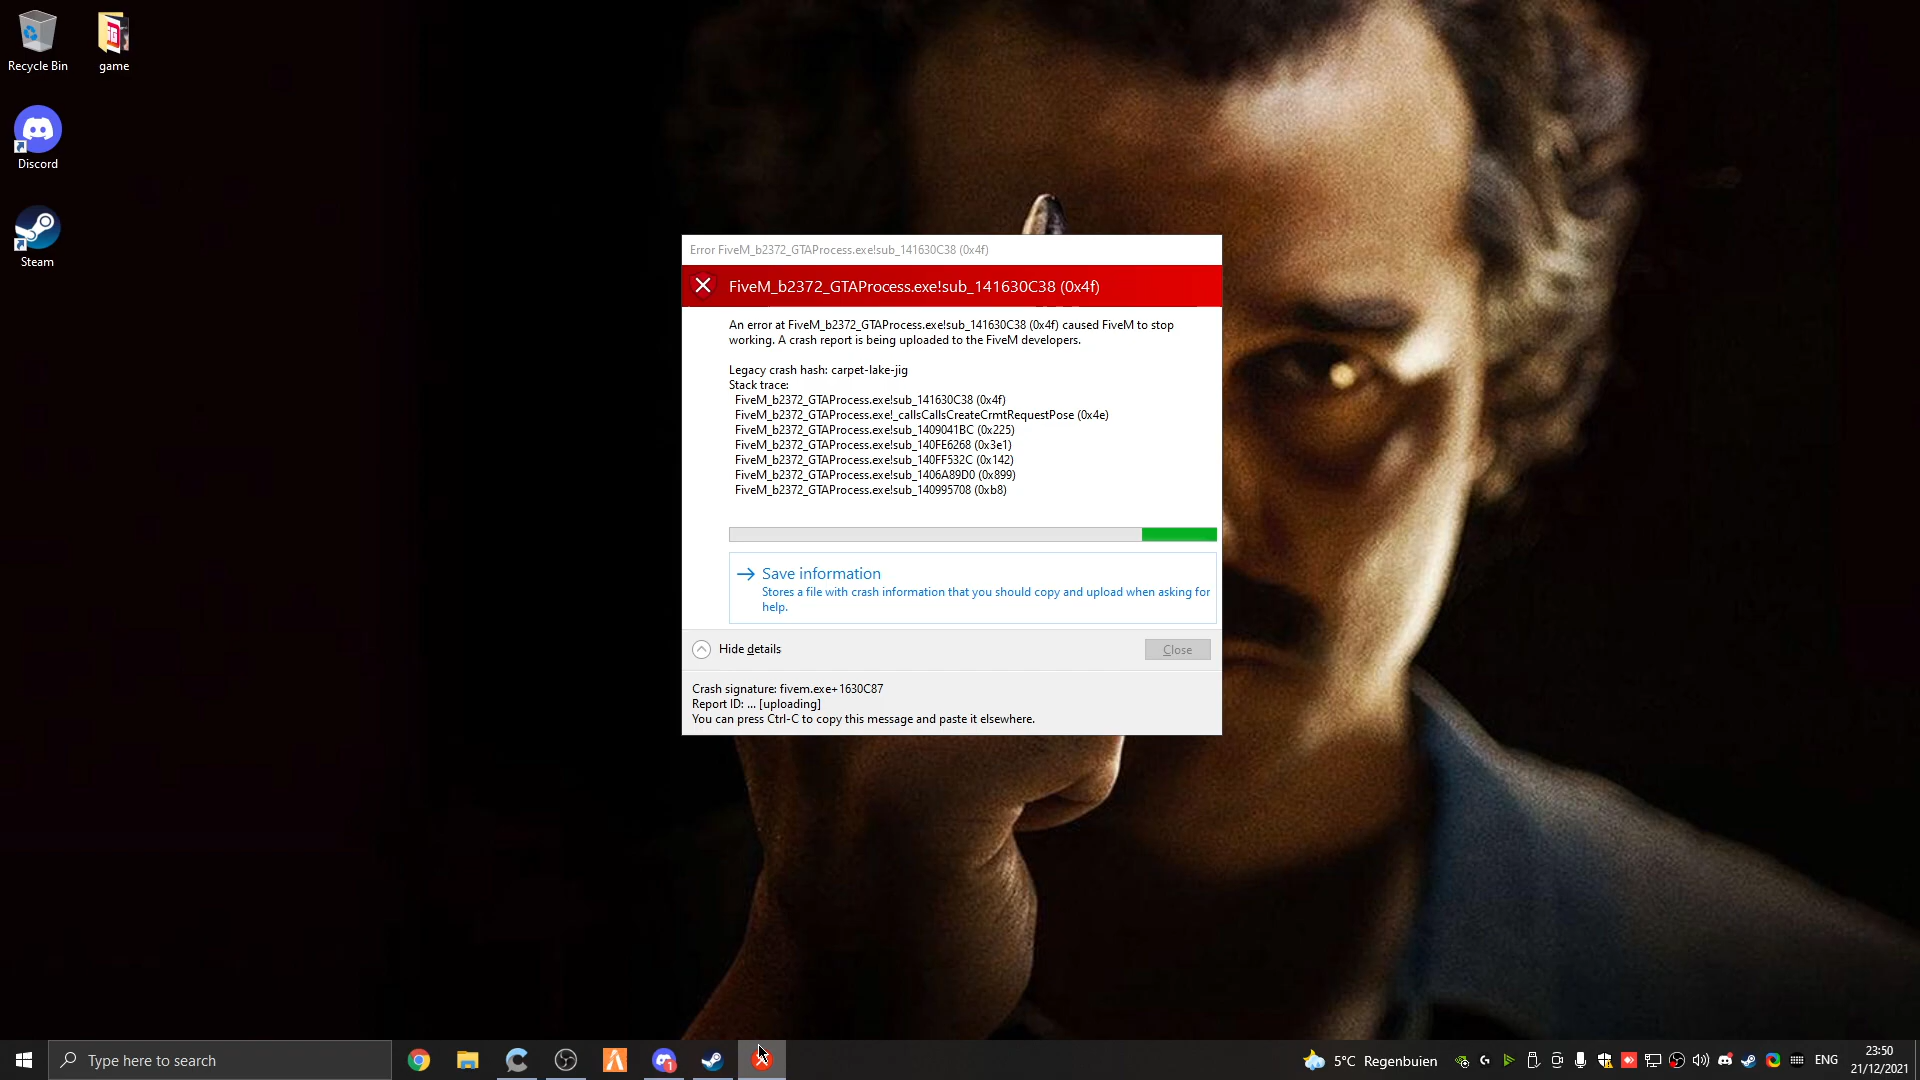 Recycle Bin
game
Discord
Steam
Error FiveM_b2372_GTAProcess.exe!sub_141630C38 (0x4f)
FiveM_b2372_GTAProcess.exe!sub_141630C38 (0x4f)
An error at FiveM_b2372_GTAProcess.exe!sub_141630C38 (0x4f) caused FiveM to stop
working. A crash report is being uploaded to the FiveM developers.
Legacy crash hash: carpet-lake-jig
Stack trace:
FiveM_b2372_GTAProcess.exe!sub_141630C38 (0x4f)
FiveM_b2372_GTAProcess.exe!_callsCallsCreateCrmtRequestPose (0x4e)
FiveM_b2372_GTAProcess.exe!sub_1409041BC (0x225)
FiveM_b2372_GTAProcess.exe!sub_140FE6268 (0x3e1)
FiveM_b2372_GTAProcess.exe!sub_140FF532C (0x142)
FiveM_b2372_GTAProcess.exe!sub_1406A89D0 (0x899)
FiveM_b2372_GTAProcess.exe!sub_140995708 (0xb8)
Save information
Stores a file with crash information that you should copy and upload when asking for
help.
Hide details
Close
Crash signature: fivem.exe+1630C87
Report ID: ... [uploading]
You can press Ctrl-C to copy this message and paste it elsewhere.
Type here to search
1
5°C Regenbuien
ENG
23:50
21/12/2021